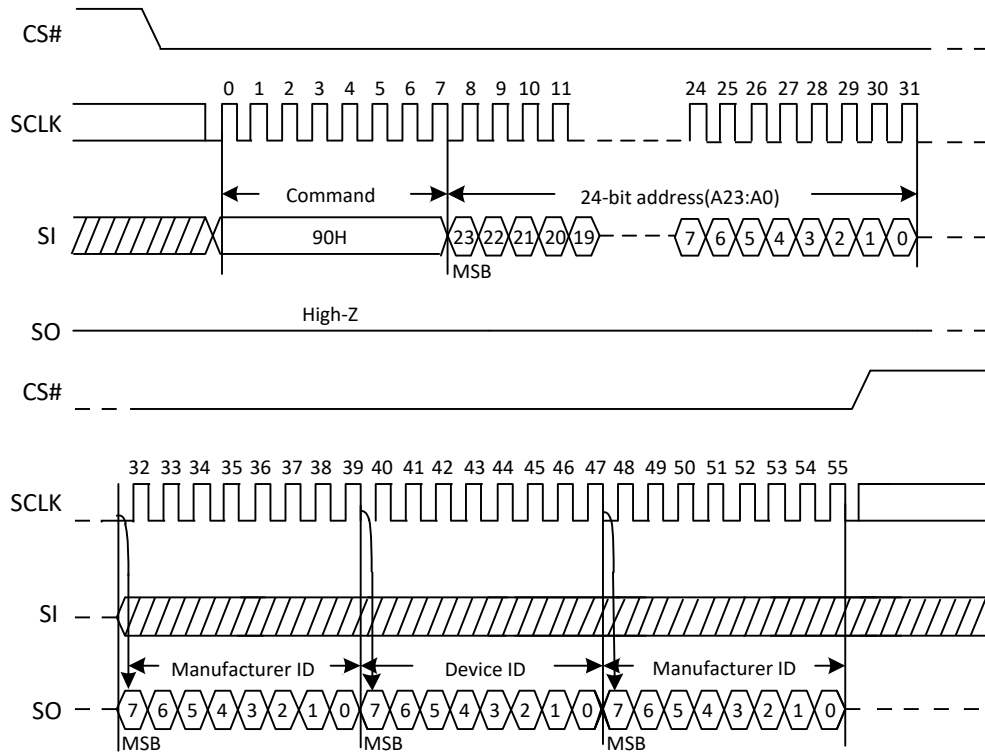 CS#
0 1 2 3 4 5 6 7 8 9 10 11 24 25 26 27 28 29 30 31
SCLK
Command 24-bit address(A23:A0)
SI 90H 23 22 21 20 19 7 6 5 4 3 2 1 0
MSB
High-Z
SO
CS#
32 33 34 35 36 37 38 39 40 41 42 43 44 45 46 47 48 49 50 51 52 53 54 55
SCLK
SI
Manufacturer ID Device ID Manufacturer ID
SO 7 6 5 4 3 2 1 0 7 6 5 4 3 2 1 0 7 6 5 4 3 2 1 0
MSB MSB MSB